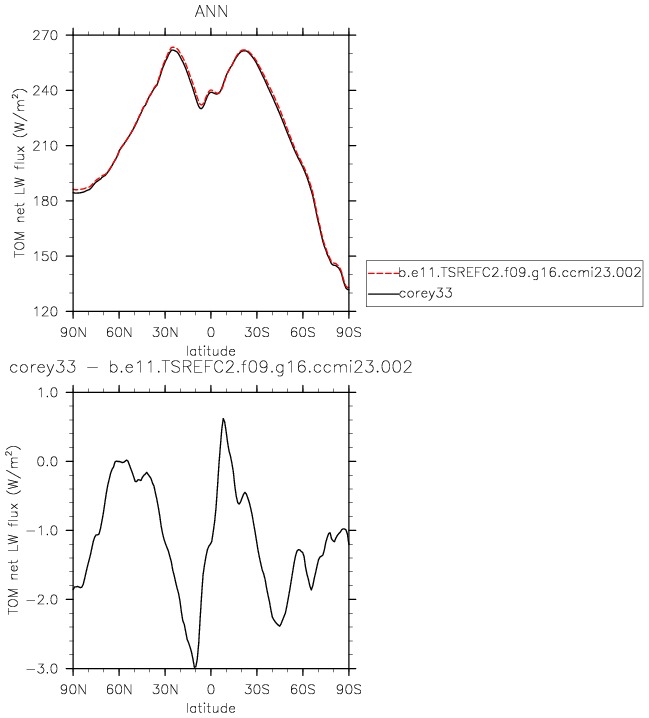 ANN
TOM net LW flux (W/m²)
270
240
210
180
150
120
90N 60N 30N 0 30S 60S 90S
latitude
b.e11.TSREFC2.f09.g16.ccmi23.002
corey33
corey33 − b.e11.TSREFC2.f09.g16.ccmi23.002
TOM net LW flux (W/m²)
1.0
0.0
−1.0
−2.0
−3.0
90N 60N 30N 0 30S 60S 90S
latitude